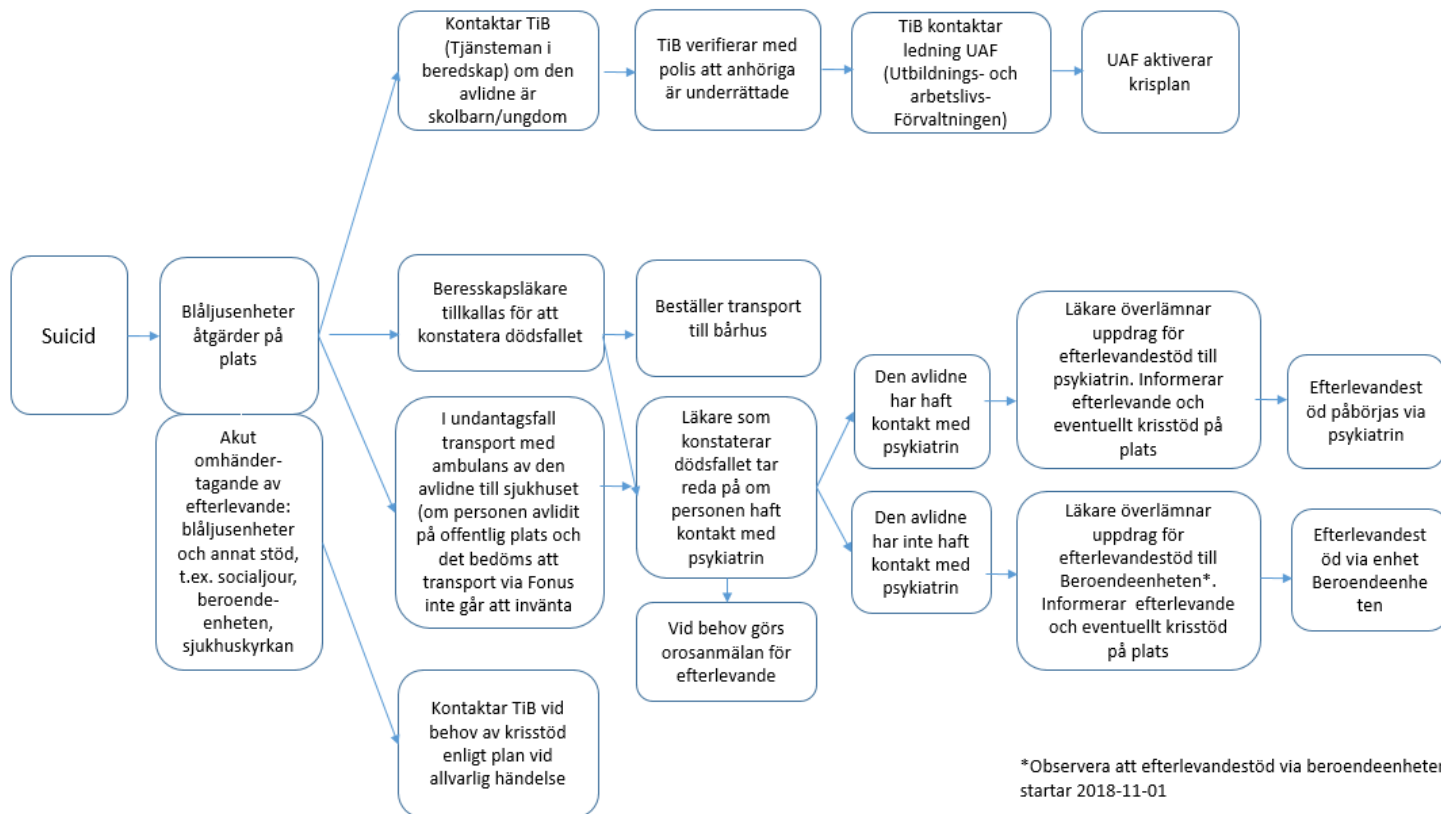 Suicid
Blåljusenheter
åtgärder på
plats
Akut
omhänder-
tagande av
efterlevande:
blåljusenheter
och annat stöd,
t.ex. socialjour,
beroende-
enheten,
sjukhuskyrkan
Kontaktar TiB
(Tjänsteman i
beredskap) om den
avlidne är
skolbarn/ungdom
TiB verifierar med
polis att anhöriga
är underrättade
TiB kontaktar
ledning UAF
(Utbildnings- och
arbetslivs-
Förvaltningen)
UAF aktiverar
krisplan
Beresskapsläkare
tillkallas för att
konstatera dödsfallet
Beställer transport
till bårhus
I undantagsfall
transport med
ambulans av den
avlidne till sjukhuset
(om personen avlidit
på offentlig plats och
det bedöms att
transport via Fonus
inte går att invänta
Läkare som
konstaterar
dödsfallet tar
reda på om
personen haft
kontakt med
psykiatrin
Vid behov görs
orosanmälan för
efterlevande
Kontaktar TiB vid
behov av krisstöd
enligt plan vid
allvarlig händelse
Den avlidne
har haft
kontakt med
psykiatrin
Läkare överlämnar
uppdrag för
efterlevandestöd till
psykiatrin. Informerar
efterlevande och
eventuellt krisstöd på
plats
Efterlevandest
öd påbörjas via
psykiatrin
Den avlidne
har inte haft
kontakt med
psykiatrin
Läkare överlämnar
uppdrag för
efterlevandestöd till
Beroendeenheten*.
Informerar efterlevande
och eventuellt krisstöd
på plats
Efterlevandest
öd via enhet
Beroendeenhe
ten
*Observera att efterlevandestöd via beroendeenheten
startar 2018-11-01